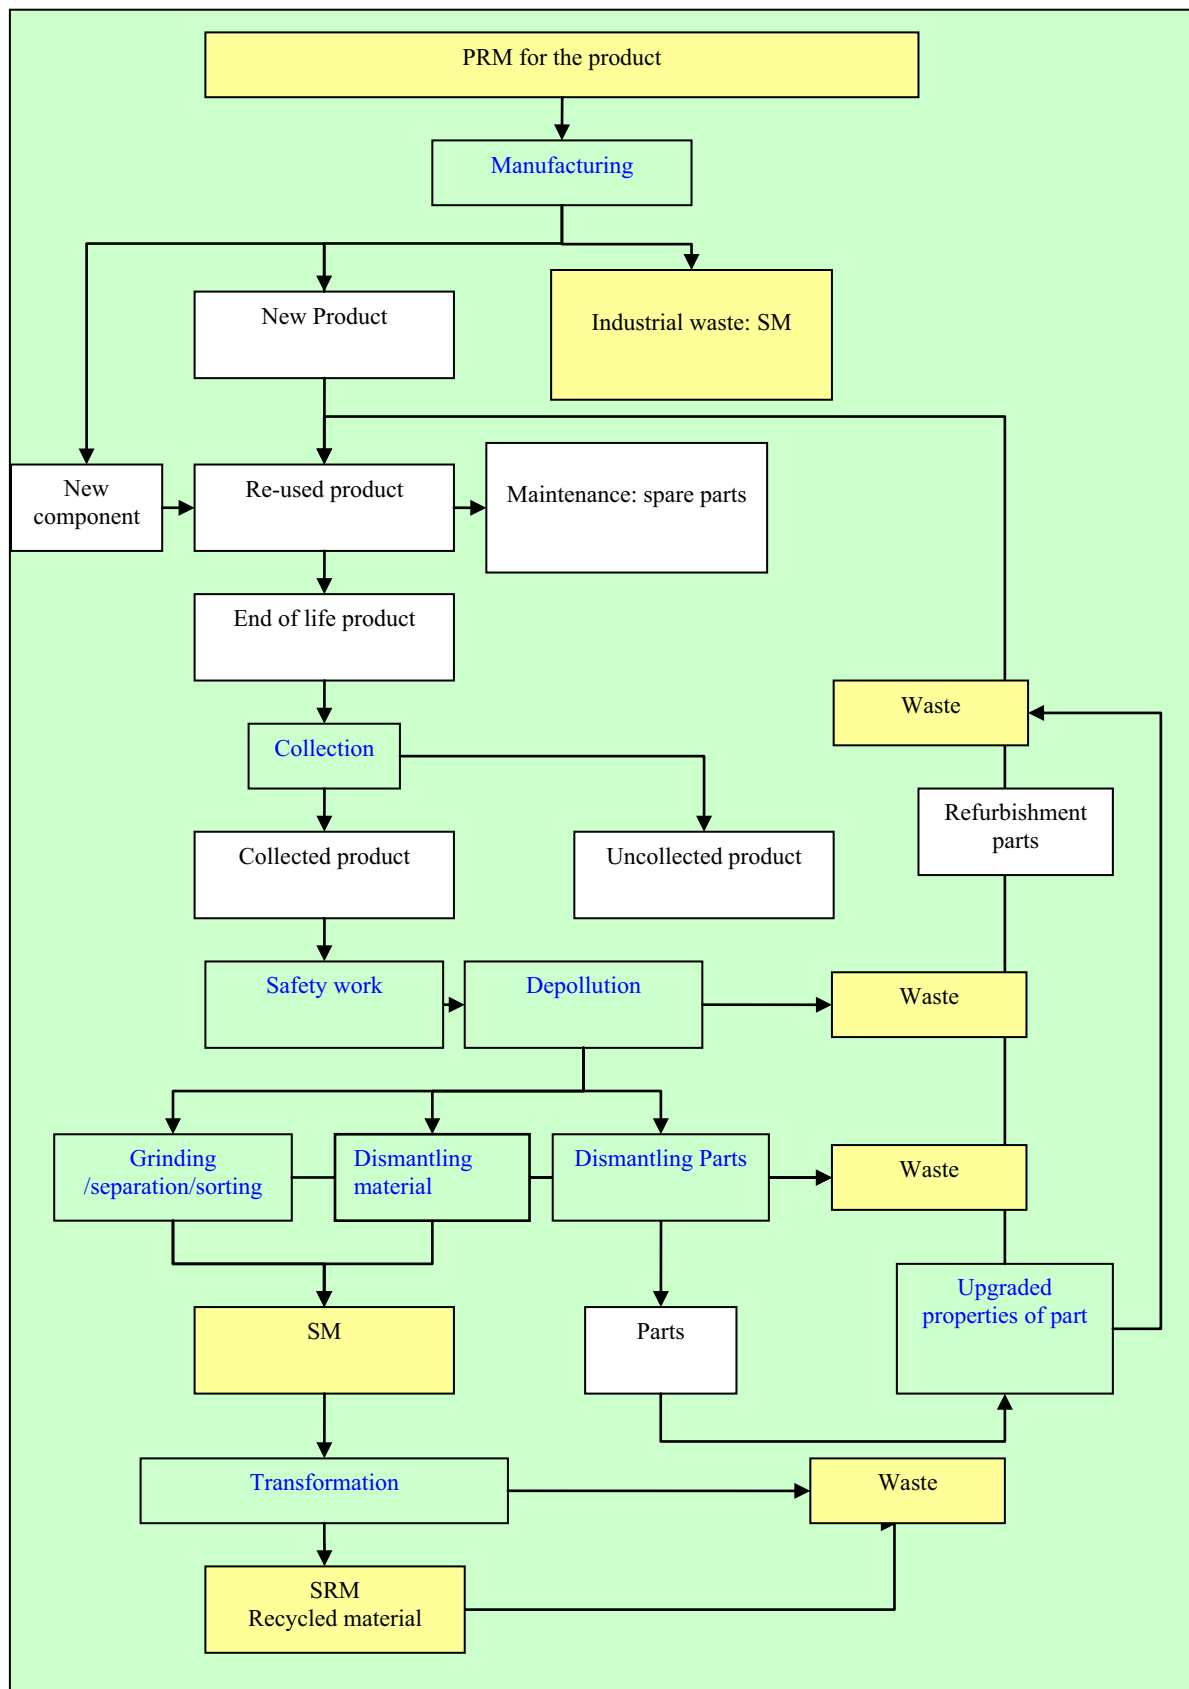 PRM for the product
Manufacturing
New Product
Industrial waste: SM
New
component
Re-used product
Maintenance: spare parts
End of life product
Waste
Collection
Refurbishment
parts
Collected product
Uncollected product
Safety work
Depollution
Waste
Grinding
/separation/sorting
Dismantling
material
Dismantling Parts
Waste
Upgraded
properties of part
SM
Parts
Transformation
Waste
SRM
Recycled material